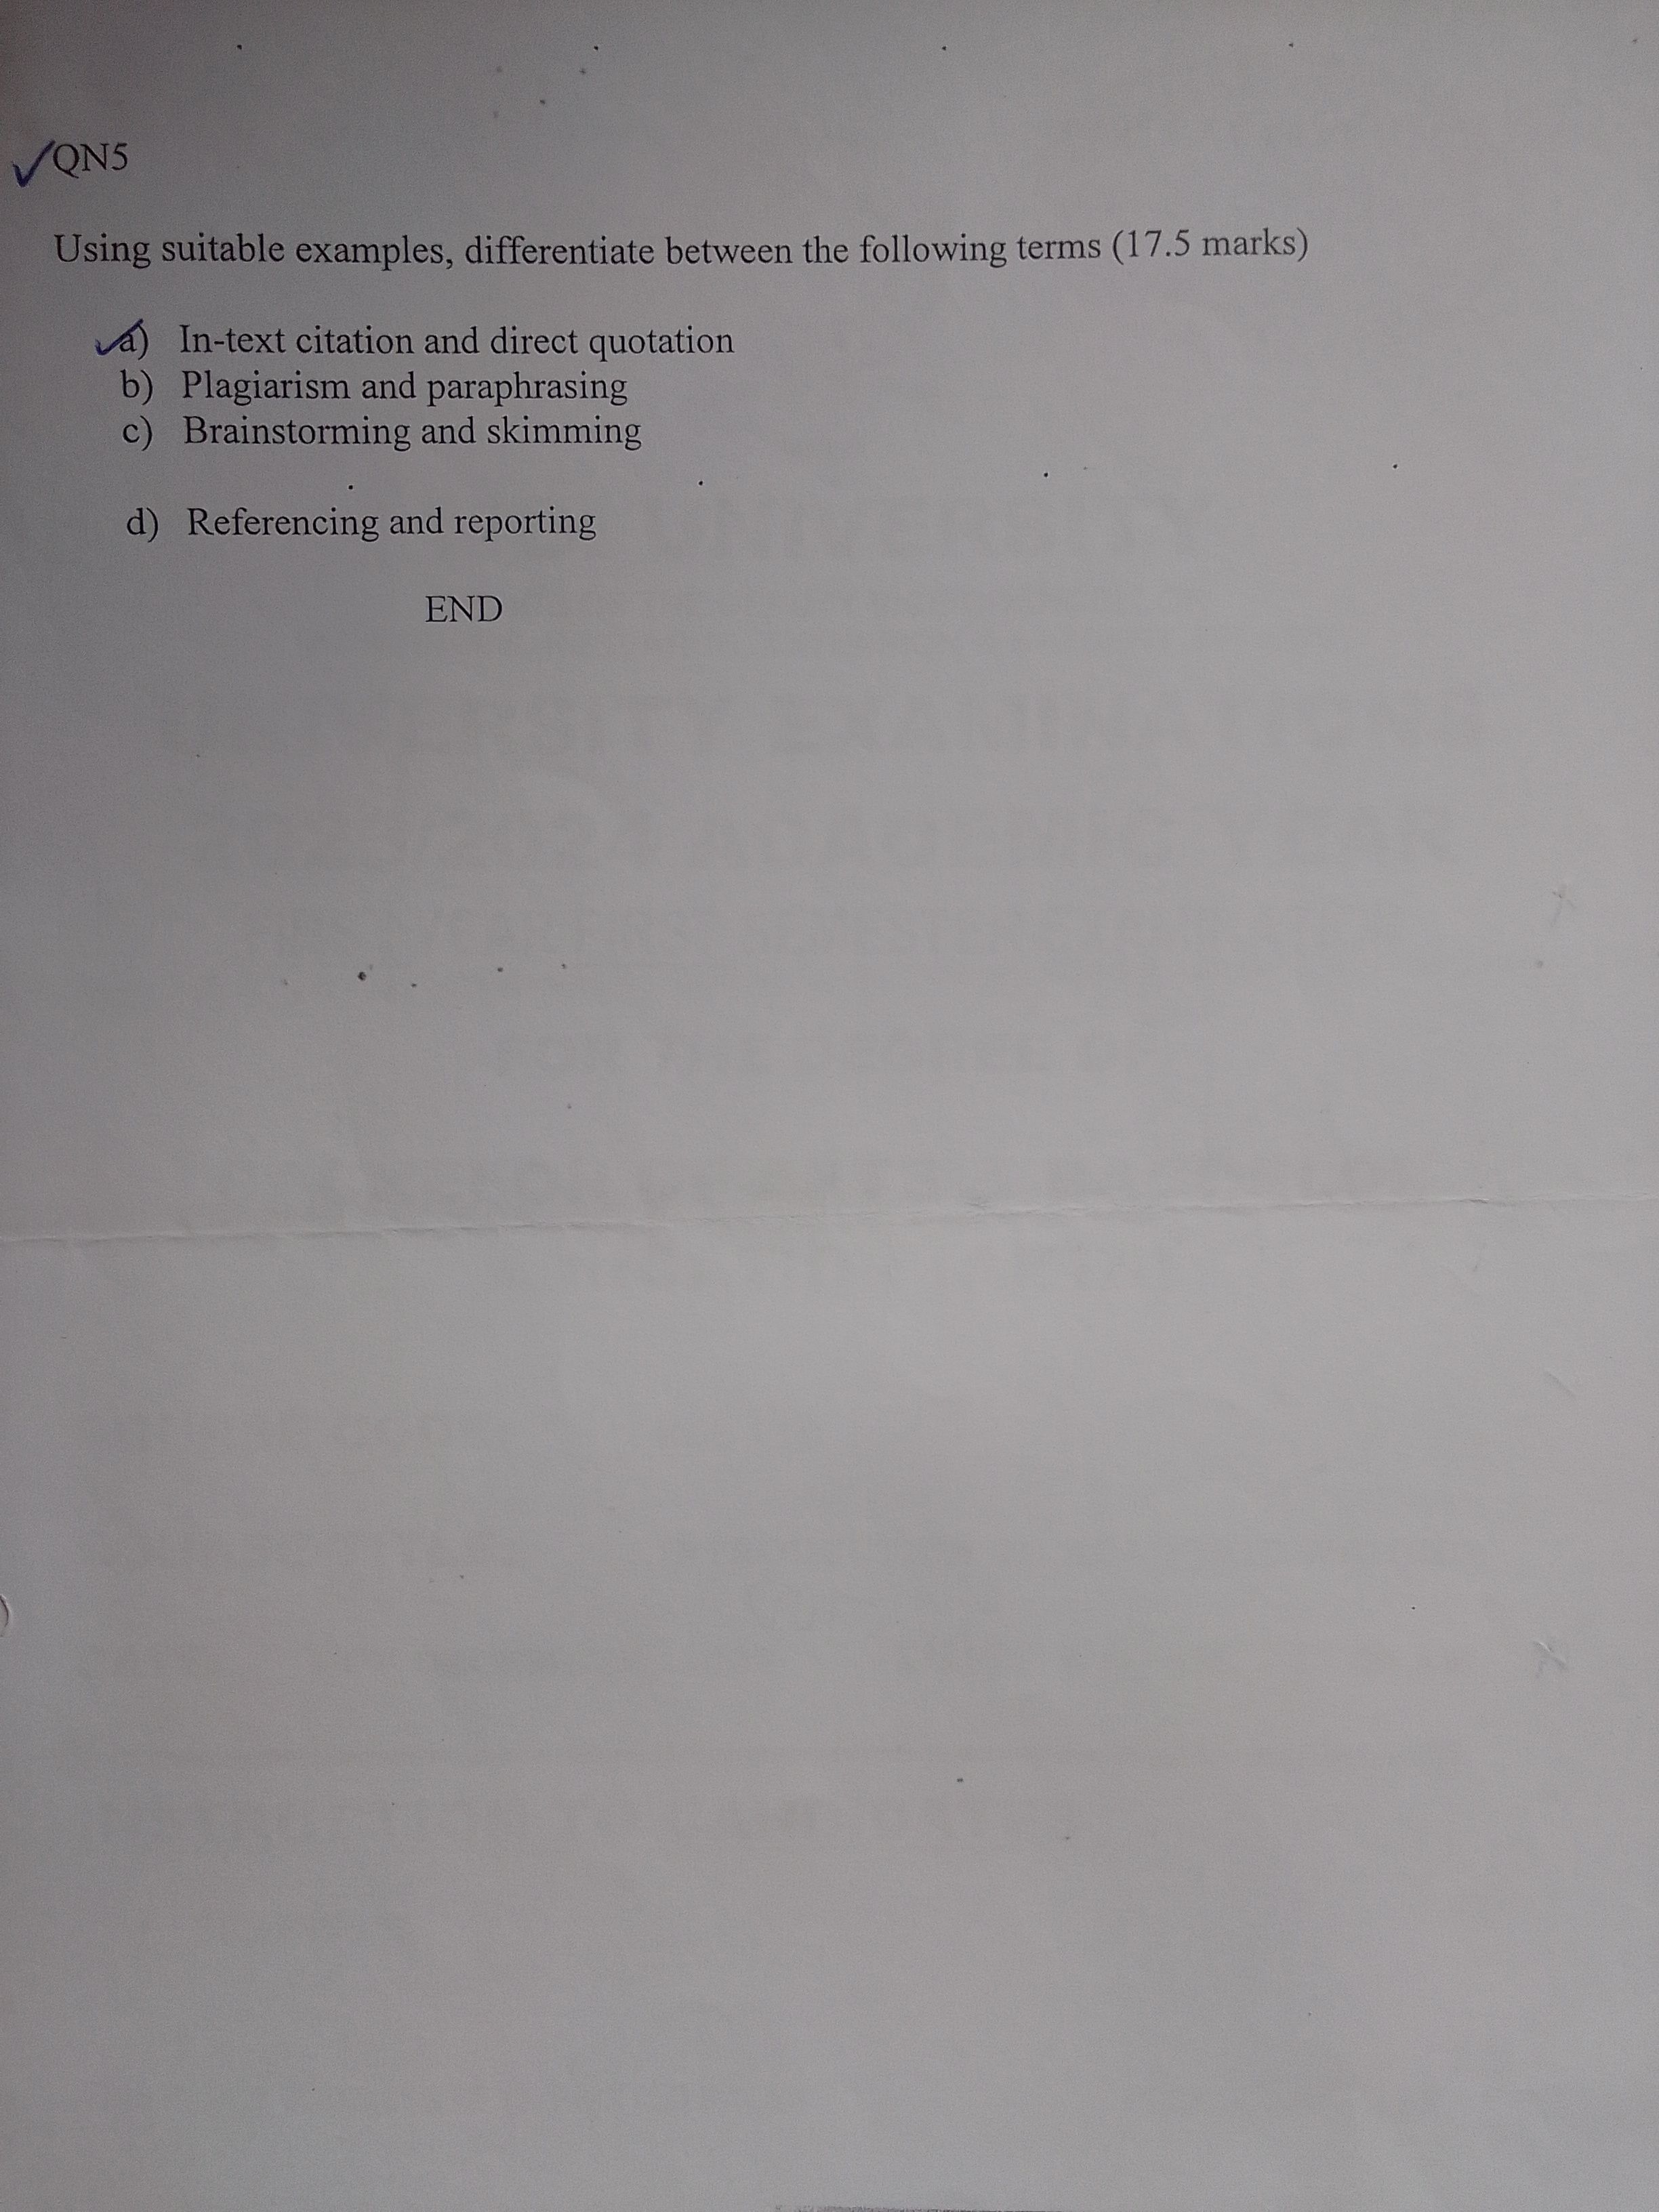 QN5
Using suitable examples, differentiate between the following terms (17.5 marks)
a) In-text citation and direct quotation
b) Plagiarism and paraphrasing
c) Brainstorming and skimming
d) Referencing and reporting
END